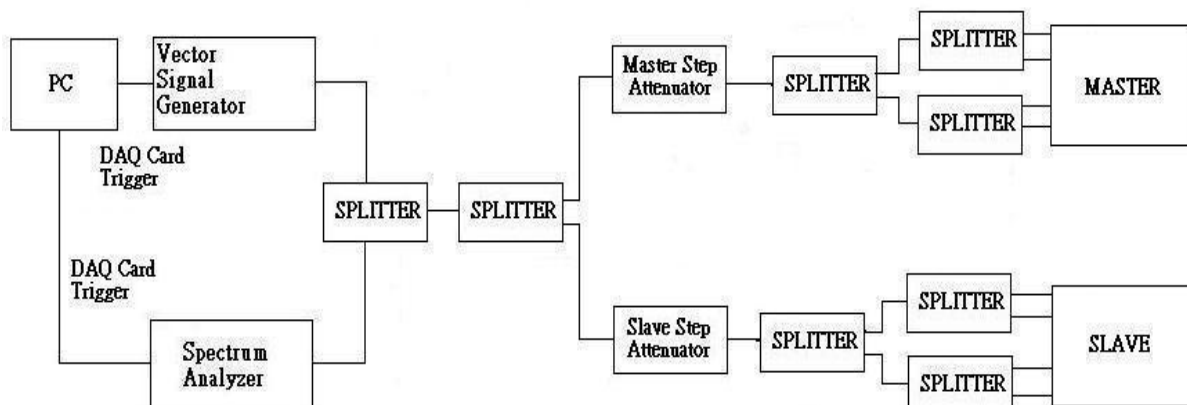 PC
Vector
Signal
Generator
DAQ Card
Trigger
DAQ Card
Trigger
Spectrum
Analyzer
SPLITTER
SPLITTER
Master Step
Attenuator
SPLITTER
SPLITTER
SPLITTER
MASTER
Slave Step
Attenuator
SPLITTER
SPLITTER
SPLITTER
SLAVE